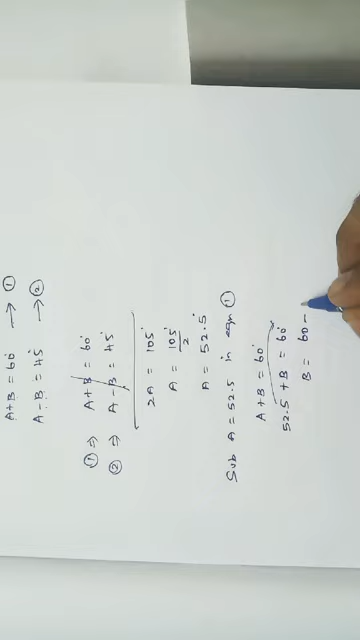 A+B = 60° → ①
A-B = 45° → ②
① ⇒ A+B = 60°
② ⇒ A-B = 45°
2A = 105°
A = 105°/2
A = 52.5°
Sub A = 52.5 in eqn ①
A+B = 60°
52.5 + B = 60°
B = 60 -